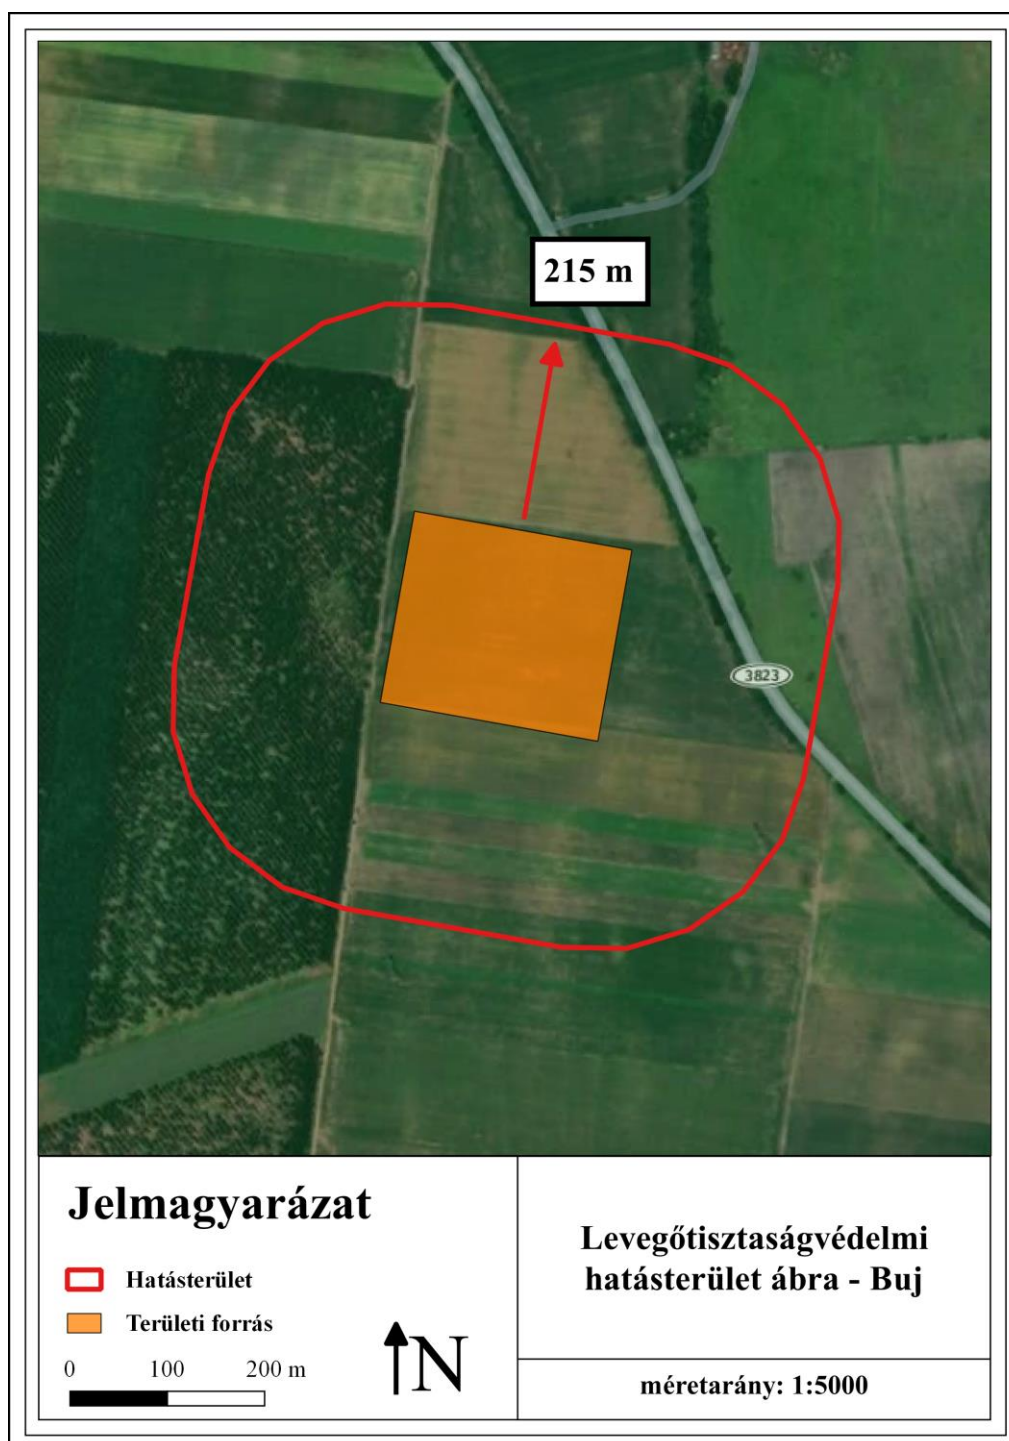 215 m
3823
Jelmagyarázat
Hatásterület
Területi forrás
0 100 200 m
N
Levegőtisztaságvédelmi
hatásterület ábra - Buj
méretarány: 1:5000